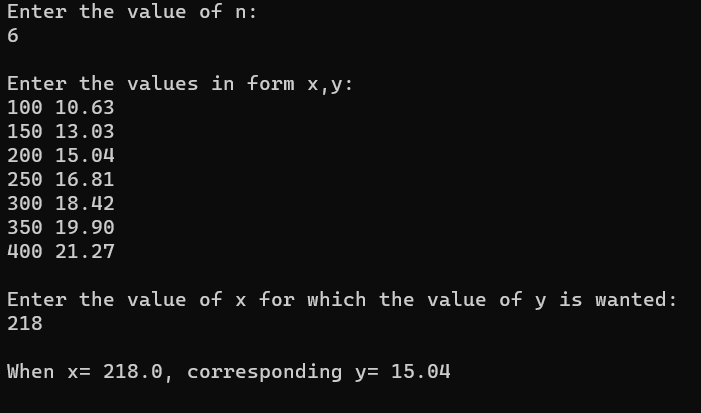 Enter the value of n:
6
Enter the values in form x,y:
100 10.63
150 13.03
200 15.04
250 16.81
300 18.42
350 19.90
400 21.27
Enter the value of x for which the value of y is wanted:
218
When x= 218.0, corresponding y= 15.04